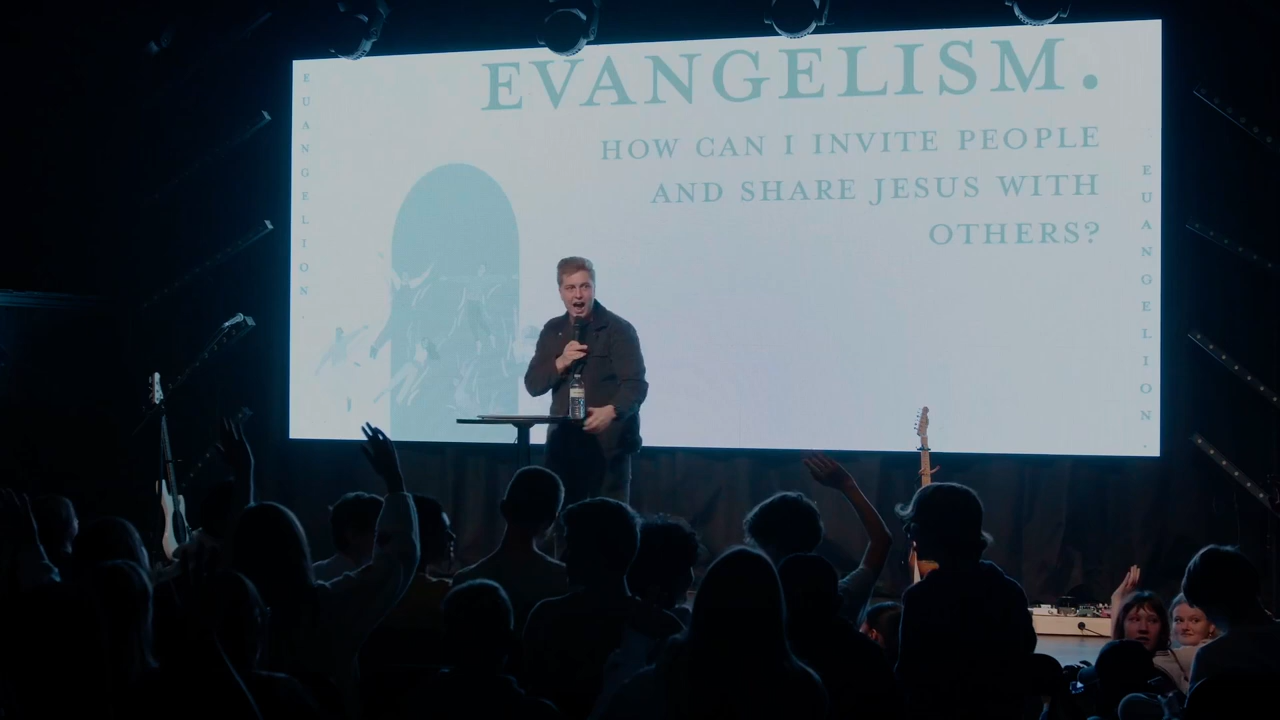 EVANGELISM.
HOW CAN I INVITE PEOPLE
AND SHARE JESUS WITH
OTHERS?
EUANGELION.
EUANGELION.